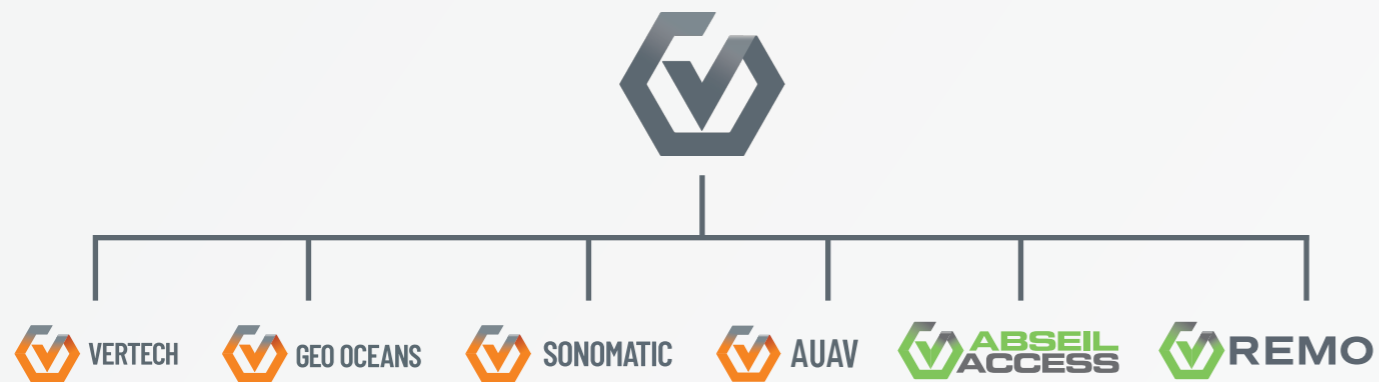 VERTECH
GEO OCEANS
SONOMATIC
AUAV
ABSEIL
ACCESS
REMO